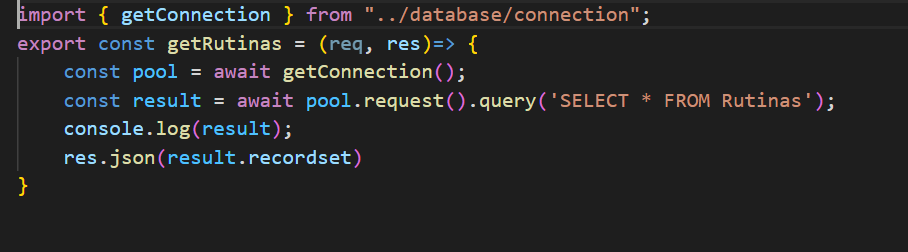 import { getConnection } from "../database/connection";
export const getRutinas = (req, res)=> {
    const pool = await getConnection();
    const result = await pool.request().query('SELECT * FROM Rutinas');
    console.log(result);
    res.json(result.recordset)
}